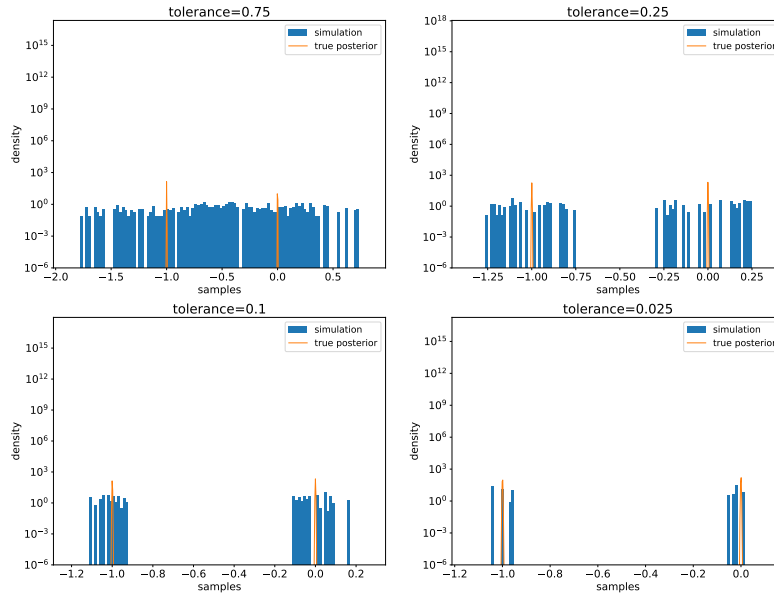 tolerance=0.75
10^15
10^12
10^9
10^6
10^3
10^0
10^−3
10^−6
density
simulation
true posterior
−2.0 −1.5 −1.0 −0.5 0.0 0.5
samples
tolerance=0.25
10^18
10^15
10^12
10^9
10^6
10^3
10^0
10^−3
10^−6
density
simulation
true posterior
−1.25 −1.00 −0.75 −0.50 −0.25 0.00 0.25
samples
tolerance=0.1
10^15
10^12
10^9
10^6
10^3
10^0
10^−3
10^−6
density
simulation
true posterior
−1.2 −1.0 −0.8 −0.6 −0.4 −0.2 0.0 0.2
samples
tolerance=0.025
10^15
10^12
10^9
10^6
10^3
10^0
10^−3
10^−6
density
simulation
true posterior
−1.2 −1.0 −0.8 −0.6 −0.4 −0.2 0.0
samples